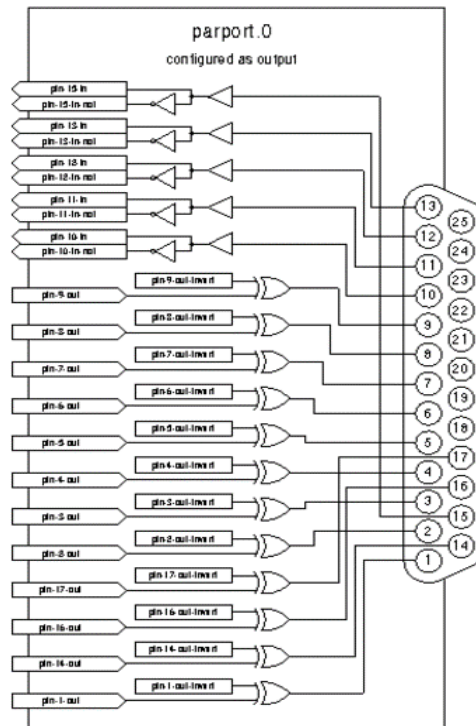 parport.0
configured as output
pin-15-in
pin-15-in-not
pin-13-in
pin-13-in-not
pin-12-in
pin-12-in-not
pin-11-in
pin-11-in-not
pin-10-in
pin-10-in-not
pin-9-out-invert
pin-9-out
pin-8-out-invert
pin-8-out
pin-7-out-invert
pin-7-out
pin-6-out-invert
pin-6-out
pin-5-out-invert
pin-5-out
pin-4-out-invert
pin-4-out
pin-3-out-invert
pin-3-out
pin-2-out-invert
pin-2-out
pin-17-out-invert
pin-17-out
pin-16-out-invert
pin-16-out
pin-14-out-invert
pin-14-out
pin-1-out-invert
pin-1-out
13
25
12
24
11
23
10
22
9
21
8
20
7
19
6
18
5
17
4
16
3
15
2
14
1